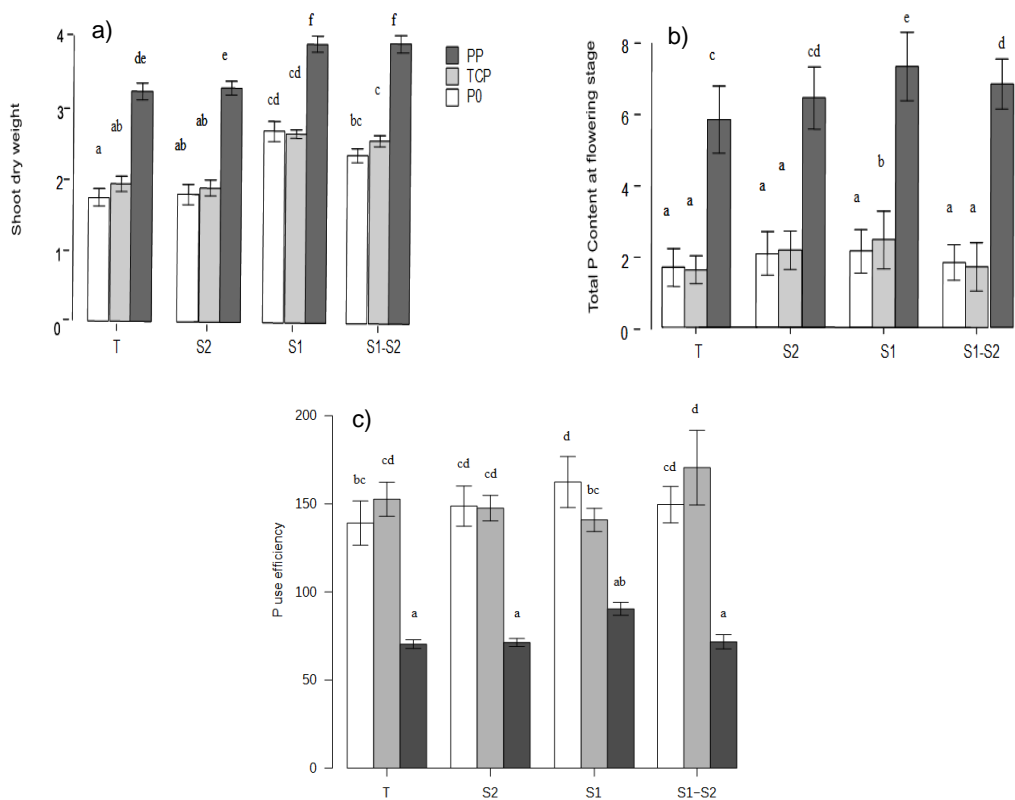 a)
Shoot dry weight
4
3
2
1
0
a ab de
ab ab e
cd cd f
bc c f
T S2 S1 S1-S2
PP
TCP
P0
b)
Total P Content at flowering stage
8
6
4
2
0
a a c
a a cd
a b e
a a d
T S2 S1 S1-S2
c)
P use efficiency
200
150
100
50
0
bc cd a
cd cd a
d bc ab
cd d a
T S2 S1 S1−S2